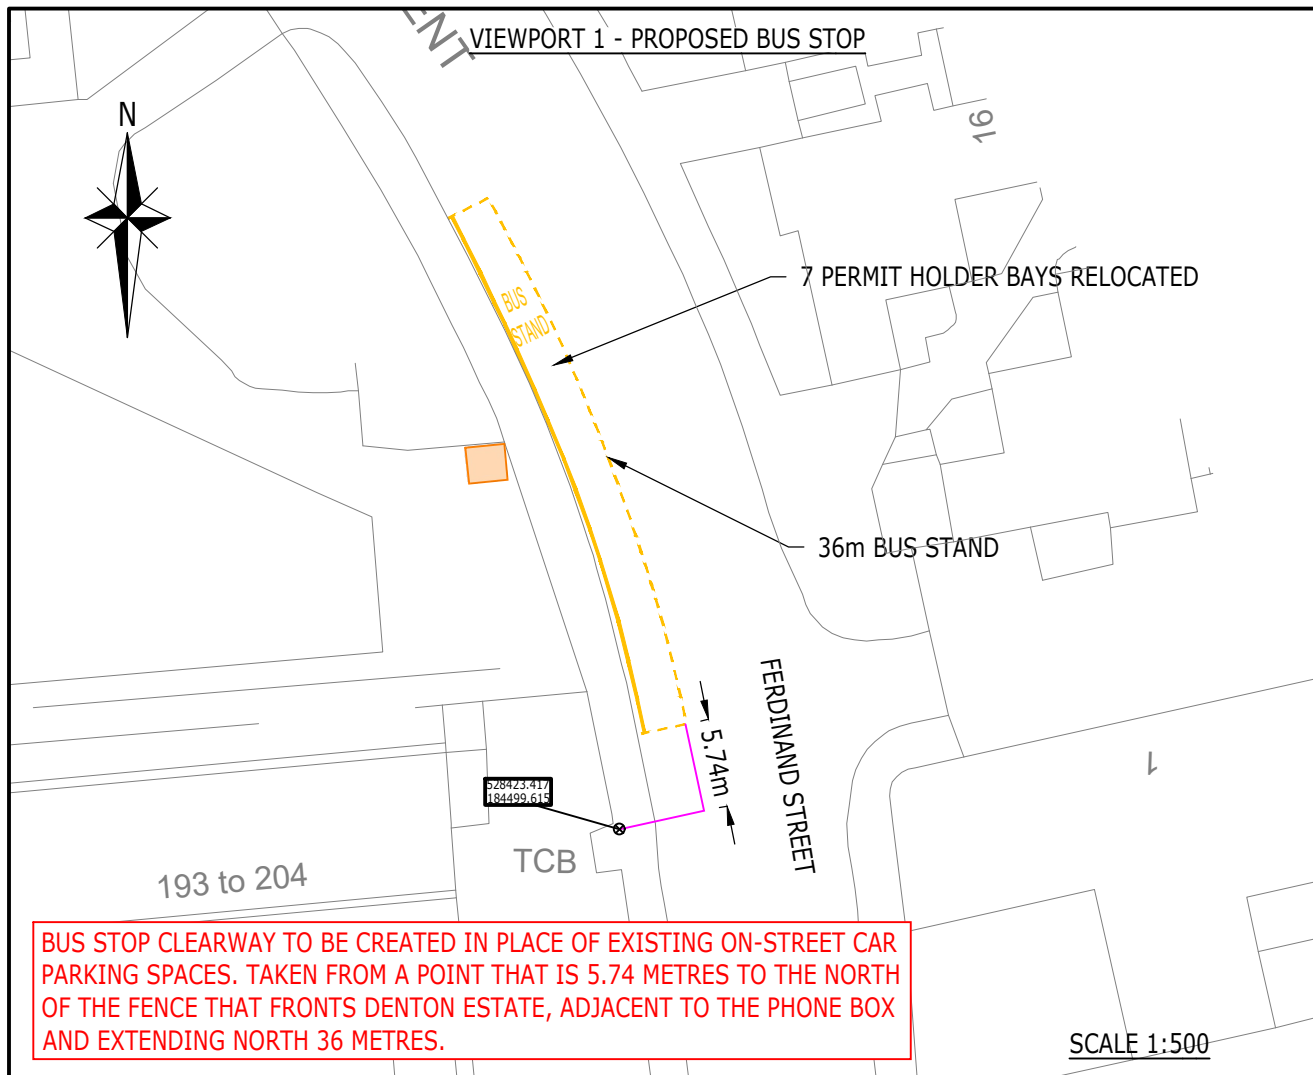 ENT
VIEWPORT 1 - PROPOSED BUS STOP
N
16
7 PERMIT HOLDER BAYS RELOCATED
BUS
STAND
36m BUS STAND
FERDINAND STREET
5.74m
1
528423.417
184499.615
TCB
193 to 204
BUS STOP CLEARWAY TO BE CREATED IN PLACE OF EXISTING ON-STREET CAR
PARKING SPACES. TAKEN FROM A POINT THAT IS 5.74 METRES TO THE NORTH
OF THE FENCE THAT FRONTS DENTON ESTATE, ADJACENT TO THE PHONE BOX
AND EXTENDING NORTH 36 METRES.
SCALE 1:500